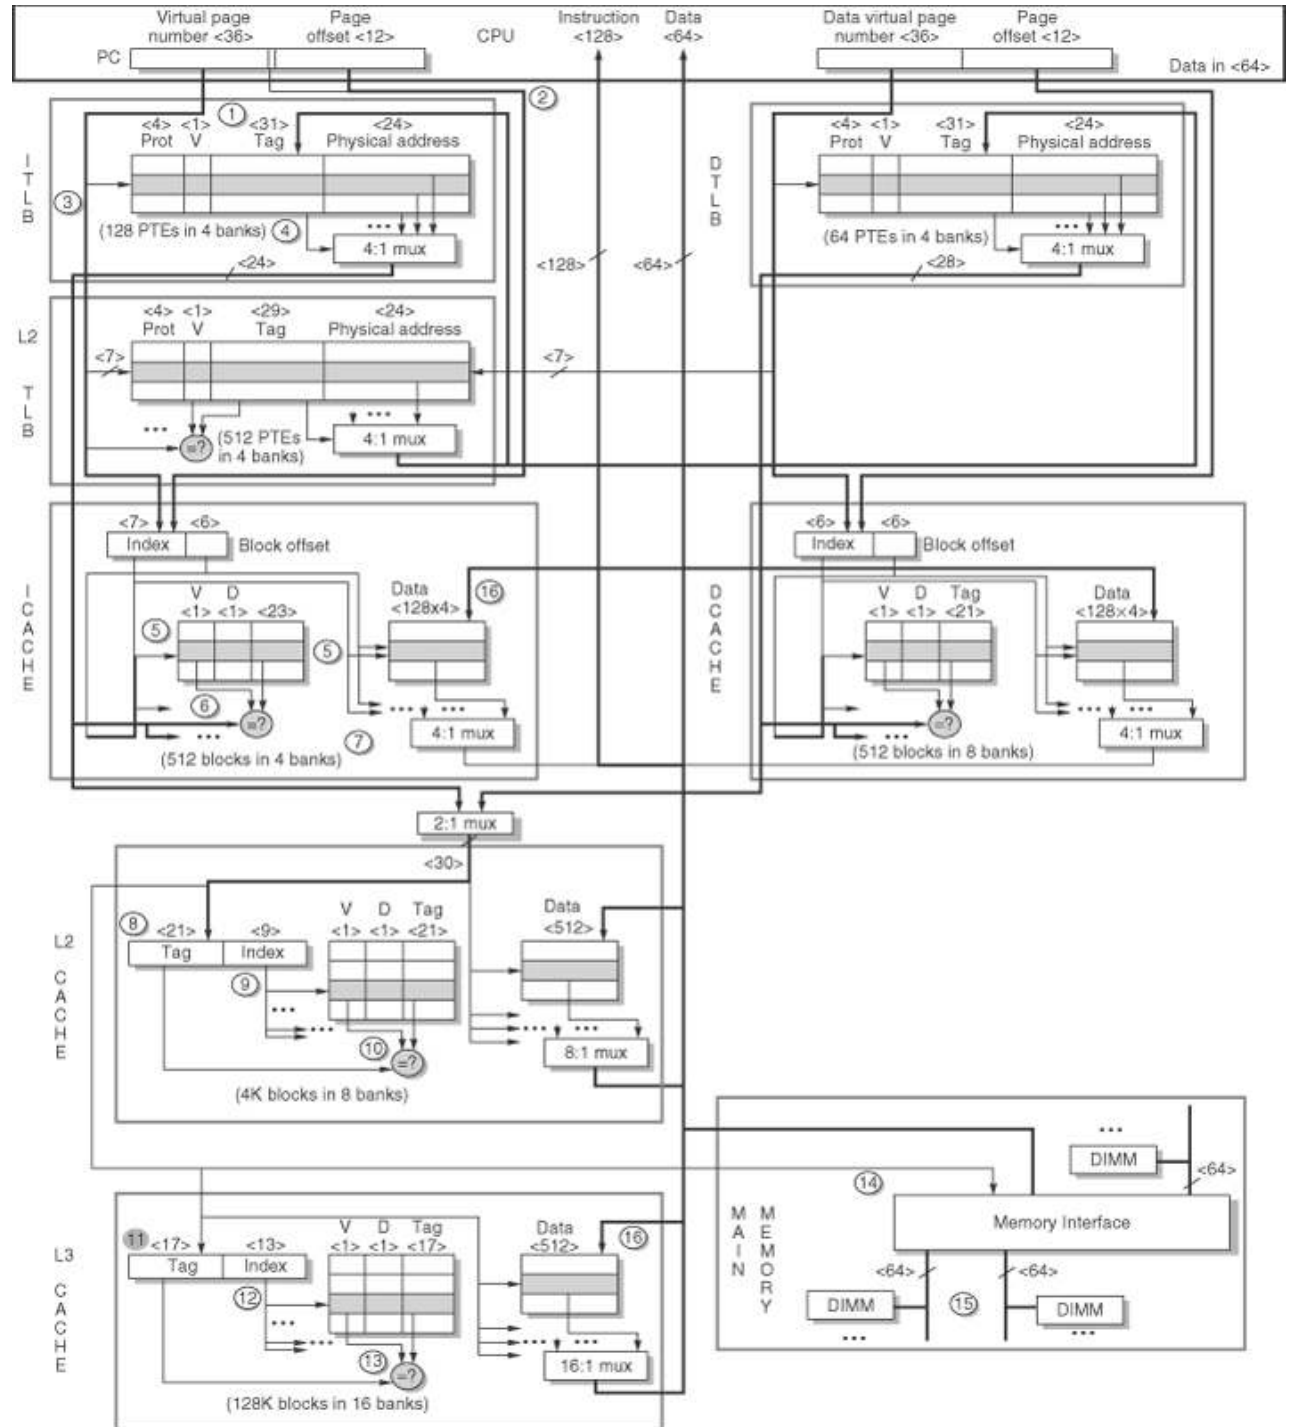 Virtual page
number <36>
Page
offset <12>
CPU
Instruction
<128>
Data
<64>
Data virtual page
number <36>
Page
offset <12>
PC
Data in <64>
1
2
I
T
L
B
<4>
Prot
<1>
V
<31>
Tag
<24>
Physical address
3
(128 PTEs in 4 banks)
4
•••
4:1 mux
<24>
<128>
<64>
D
T
L
B
<4>
Prot
<1>
V
<31>
Tag
<24>
Physical address
(64 PTEs in 4 banks)
•••
4:1 mux
<28>
L2
T
L
B
<4>
Prot
<1>
V
<29>
Tag
<24>
Physical address
<7>
<7>
•••
=?
(512 PTEs
in 4 banks)
•••
4:1 mux
I
C
A
C
H
E
<7>
<6>
Index
Block offset
V
<1>
D
<1>
<23>
Data
<128x4>
16
5
5
6
=?
•••
7
•••
•••
4:1 mux
(512 blocks in 4 banks)
D
C
A
C
H
E
<6>
<6>
Index
Block offset
V
<1>
D
<1>
Tag
<21>
Data
<128×4>
=?
•••
•••
•••
4:1 mux
(512 blocks in 8 banks)
2:1 mux
<30>
L2
C
A
C
H
E
8
<21>
Tag
<9>
Index
9
•••
•••
V
<1>
D
<1>
Tag
<21>
10
=?
Data
<512>
•••
•••
8:1 mux
(4K blocks in 8 banks)
L3
C
A
C
H
E
11
<17>
Tag
<13>
Index
12
•••
•••
V
<1>
D
<1>
Tag
<17>
13
=?
Data
<512>
16
•••
•••
16:1 mux
(128K blocks in 16 banks)
M
A
I
N
M
E
M
O
R
Y
14
•••
DIMM
<64>
Memory Interface
<64>
<64>
DIMM
•••
15
DIMM
•••